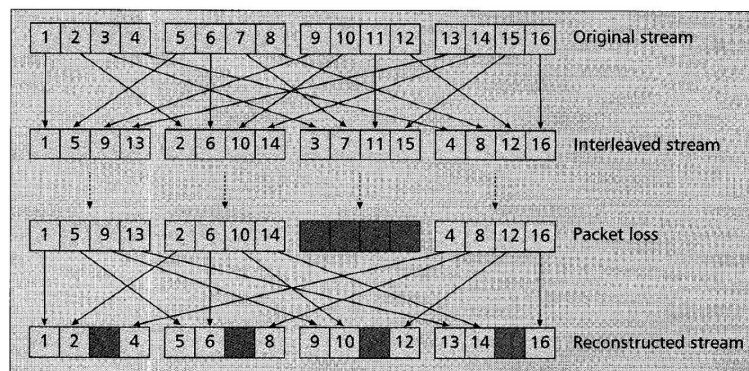 1 2 3 4 5 6 7 8 9 10 11 12 13 14 15 16 Original stream
1 5 9 13 2 6 10 14 3 7 11 15 4 8 12 16 Interleaved stream
1 5 9 13 2 6 10 14 4 8 12 16 Packet loss
1 2 4 5 6 8 9 10 12 13 14 16 Reconstructed stream